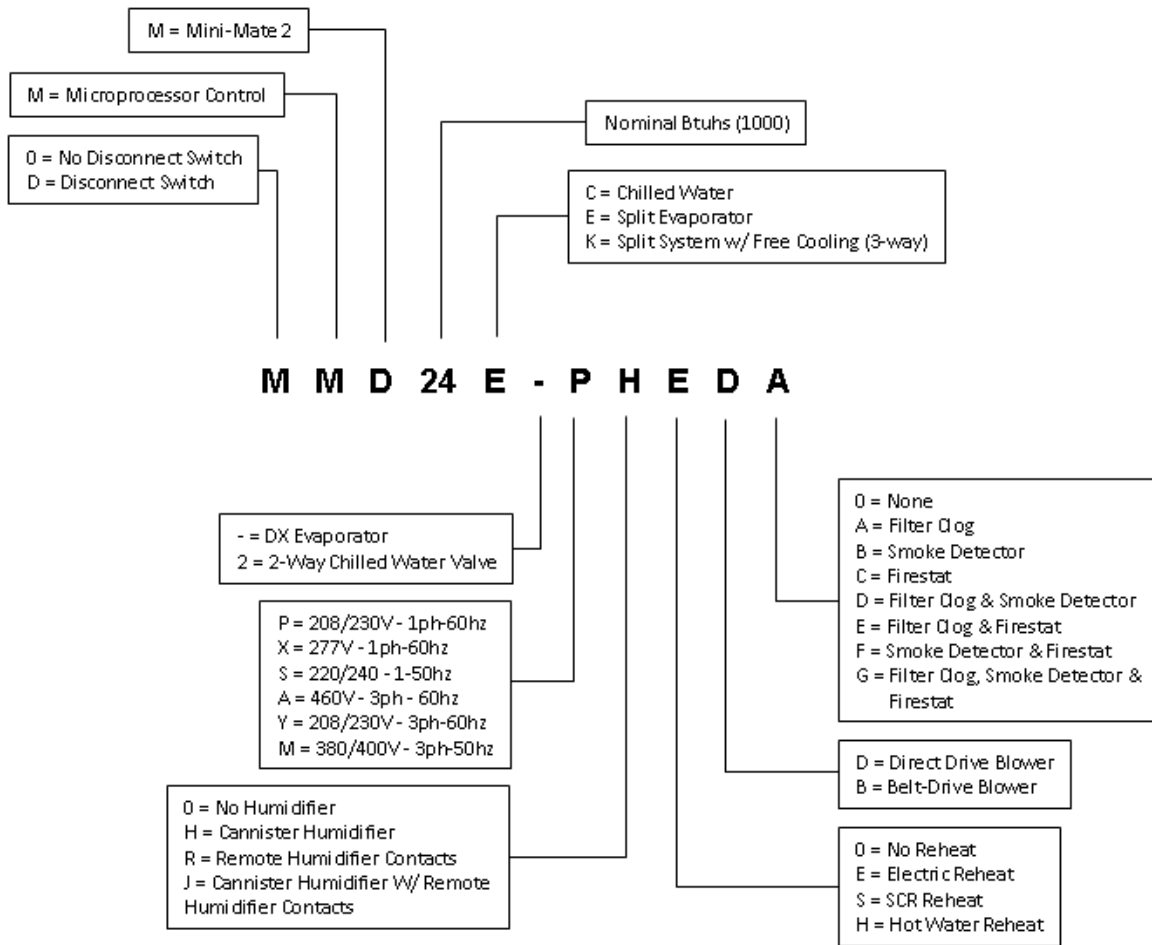 M = Mini-Mate 2
M = Microprocessor Control
0 = No Disconnect Switch
D = Disconnect Switch
Nominal Btuhs (1000)
C = Chilled Water
E = Split Evaporator
K = Split System w/ Free Cooling (3-way)
M M D 24 E - P H E D A
- = DX Evaporator
2 = 2-Way Chilled Water Valve
P = 208/230V - 1ph-60hz
X = 277V - 1ph-60hz
S = 220/240 - 1-50hz
A = 460V - 3ph - 60hz
Y = 208/230V - 3ph-60hz
M = 380/400V - 3ph-50hz
0 = No Humidifier
H = Cannister Humidifier
R = Remote Humidifier Contacts
J = Cannister Humidifier W/ Remote
Humidifier Contacts
0 = None
A = Filter Clog
B = Smoke Detector
C = Firestat
D = Filter Clog & Smoke Detector
E = Filter Clog & Firestat
F = Smoke Detector & Firestat
G = Filter Clog, Smoke Detector &
Firestat
D = Direct Drive Blower
B = Belt-Drive Blower
0 = No Reheat
E = Electric Reheat
S = SCR Reheat
H = Hot Water Reheat